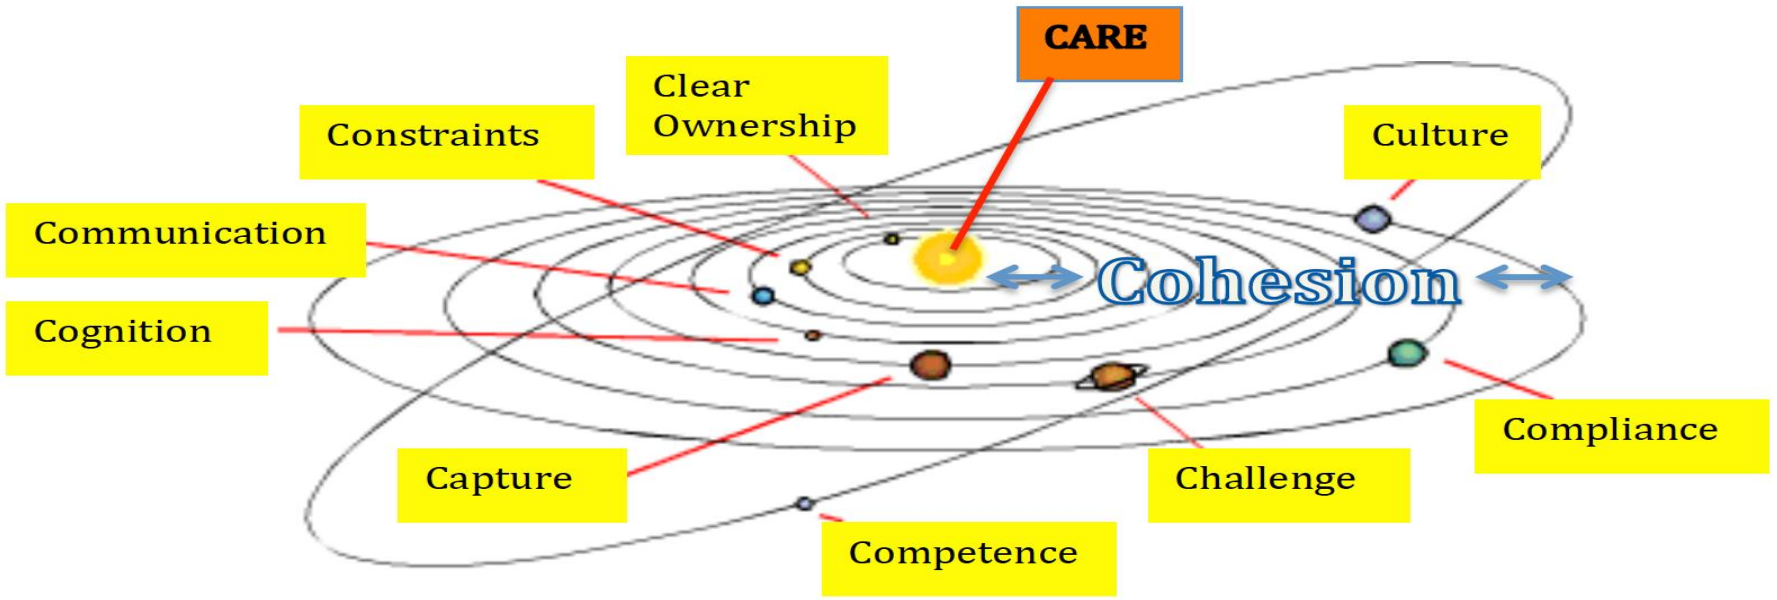 CARE
Clear
Ownership
Constraints
Culture
Communication
Cohesion
Cognition
Compliance
Capture
Challenge
Competence